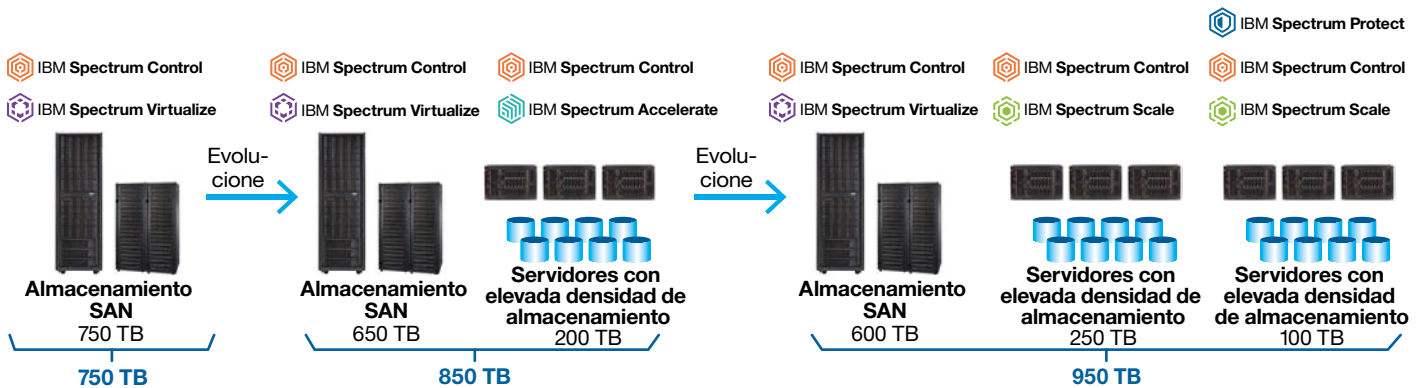 IBM Spectrum Protect
IBM Spectrum Control
IBM Spectrum Control
IBM Spectrum Control
IBM Spectrum Control
IBM Spectrum Control
IBM Spectrum Control
IBM Spectrum Virtualize
IBM Spectrum Virtualize
IBM Spectrum Accelerate
IBM Spectrum Virtualize
IBM Spectrum Scale
IBM Spectrum Scale
Evolu-
cione
Evolu-
cione
Almacenamiento
SAN
750 TB
Almacenamiento
SAN
650 TB
Servidores con
elevada densidad de
almacenamiento
200 TB
Almacenamiento
SAN
600 TB
Servidores con
elevada densidad de
almacenamiento
250 TB
Servidores con
elevada densidad
de almacenamiento
100 TB
750 TB
850 TB
950 TB